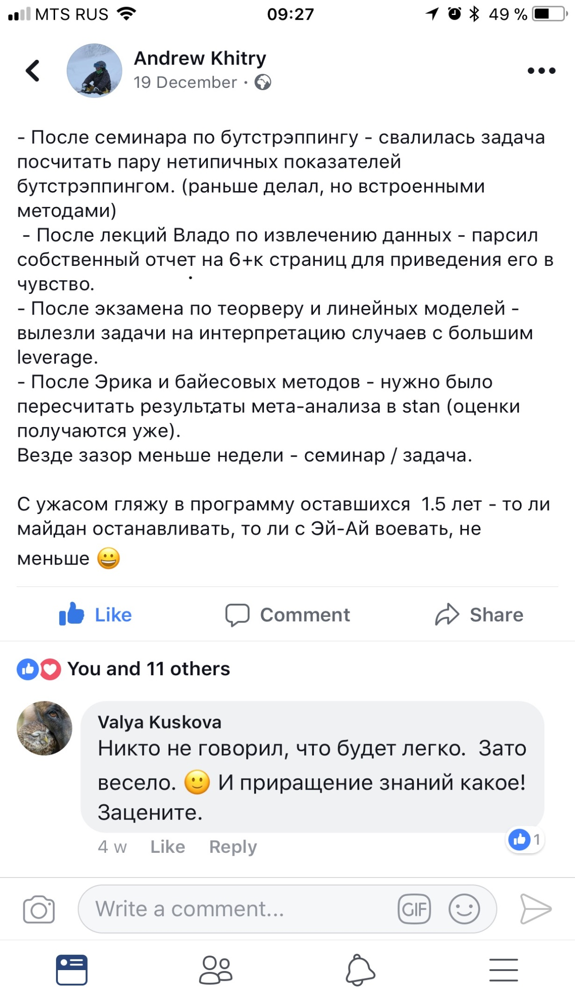 MTS RUS 09:27 49 %
Andrew Khitry
19 December ·
- После семинара по бутстрэппингу - свалилась задача
посчитать пару нетипичных показателей
бутстрэппингом. (раньше делал, но встроенными
методами)
- После лекций Владо по извлечению данных - парсил
собственный отчет на 6+к страниц для приведения его в
чувство.
- После экзамена по теорверу и линейных моделей -
вылезли задачи на интерпретацию случаев с большим
leverage.
- После Эрика и байесовых методов - нужно было
пересчитать результаты мета-анализа в stan (оценки
получаются уже).
Везде зазор меньше недели - семинар / задача.
С ужасом гляжу в программу оставшихся 1.5 лет - то ли
майдан останавливать, то ли с Эй-Ай воевать, не
меньше 😀
Like Comment Share
You and 11 others
Valya Kuskova
Никто не говорил, что будет легко. Зато
весело. 🙂 И приращение знаний какое!
Зацените.
4 w Like Reply 1
Write a comment... GIF